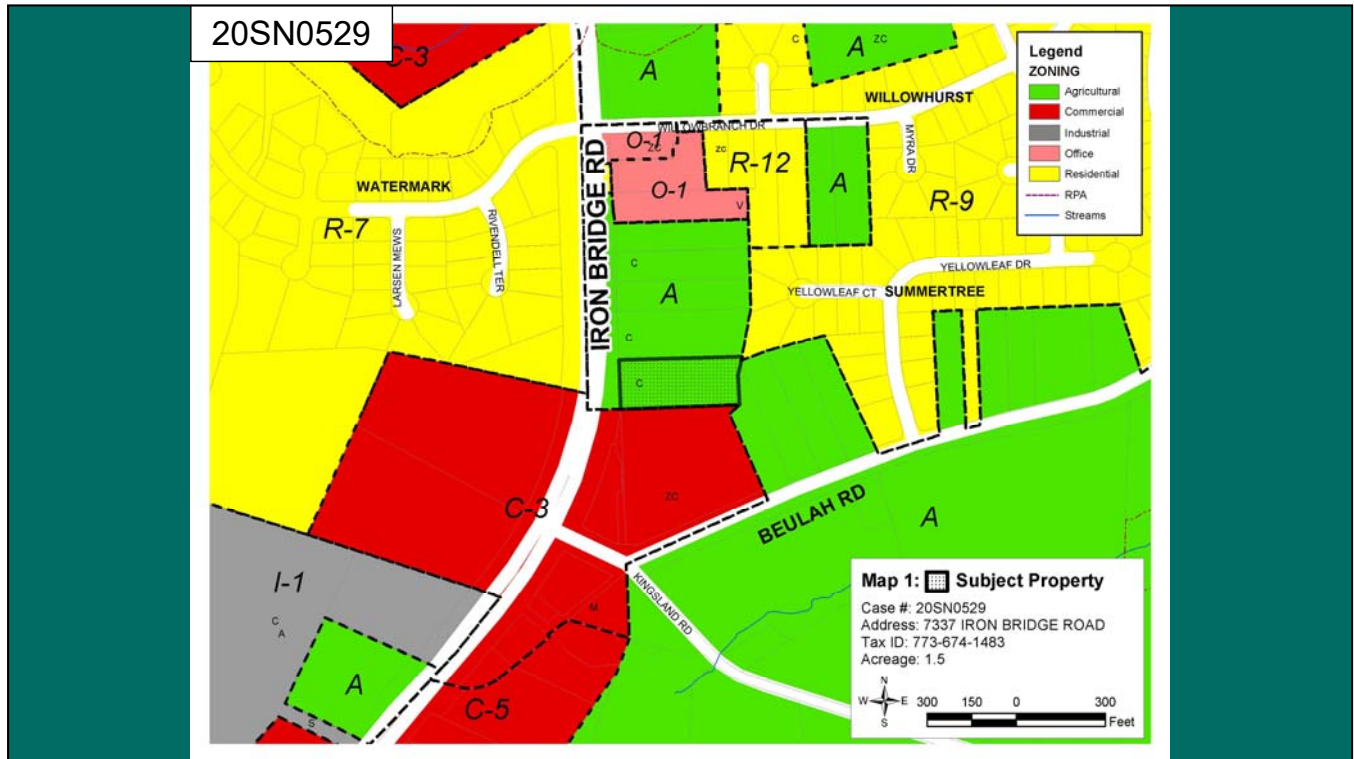 20SN0529
C-3
A
C
A
ZC
Legend
ZONING
Agricultural
Commercial
Industrial
Office
Residential
RPA
Streams
WILLOWHURST
WILLOWBRANCH DR
O-1
ZC
ZC
R-12
MYRA DR
WATERMARK
O-1
A
R-9
V
R-7
RIVENDELL TER
LARSEN MEWS
IRON BRIDGE RD
C
A
YELLOWLEAF DR
YELLOWLEAF CT
SUMMERTREE
C
C
ZC
C-3
BEULAH RD
A
I-1
C
A
KINGSLAND RD
M
A
C-5
S
Map 1: Subject Property
Case #: 20SN0529
Address: 7337 IRON BRIDGE ROAD
Tax ID: 773-674-1483
Acreage: 1.5
N
W E
S
300 150 0 300
Feet